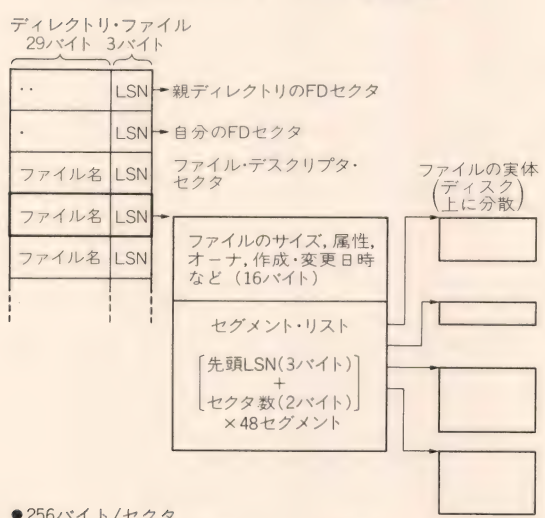 ディレクトリ・ファイル
29バイト 3バイト
‥ LSN 親ディレクトリのFDセクタ
・ LSN 自分のFDセクタ
ファイル名 LSN ファイル・デスクリプタ・
セクタ
ファイル名 LSN
ファイル名 LSN
ファイルのサイズ,属性,
オーナ,作成・変更日時
など (16バイト)
セグメント・リスト
先頭LSN(3バイト)
+
セクタ数(2バイト)
×48セグメント
ファイルの実体
(ディスク
上に分散)
●256バイト/セクタ